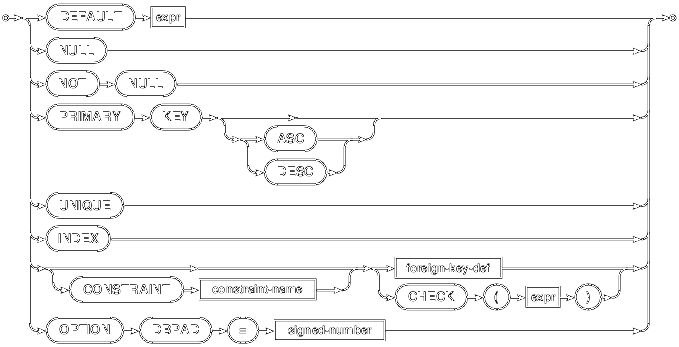 DEFAULT expr
NULL
NOT NULL
PRIMARY KEY
ASC
DESC
UNIQUE
INDEX
foreign-key-def
CONSTRAINT constraint-name CHECK ( expr )
OPTION DBPAD = signed-number